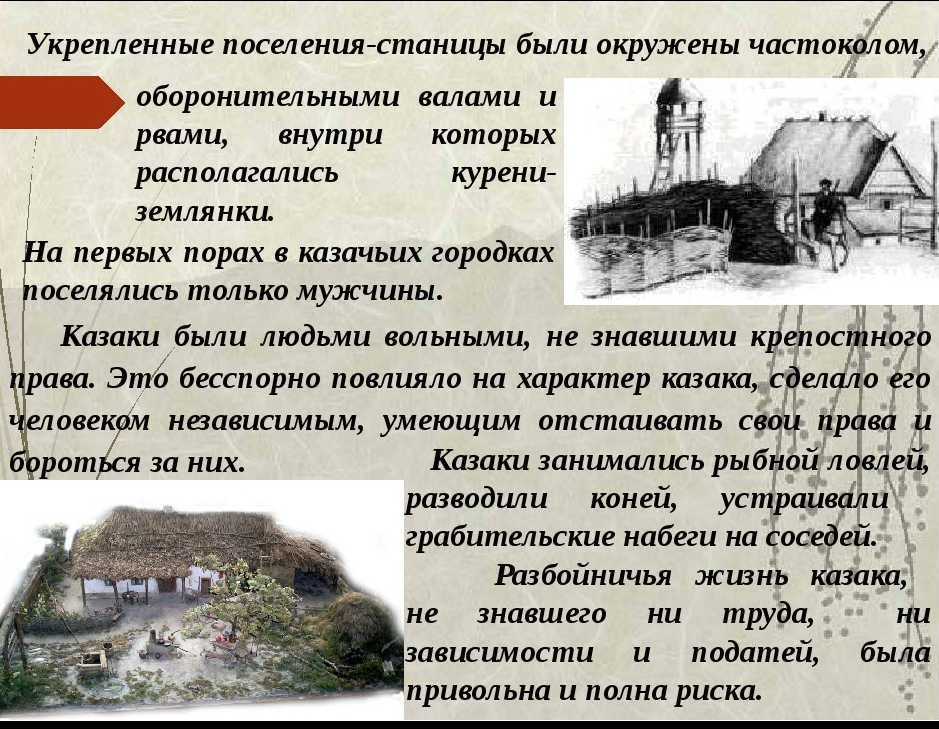 Укрепленные поселения-станицы были окружены частоколом,
оборонительными валами и
рвами, внутри которых
располагались курени-
землянки.
На первых порах в казачьих городках
поселялись только мужчины.
Казаки были людьми вольными, не знавшими крепостного
права. Это бесспорно повлияло на характер казака, сделало его
человеком независимым, умеющим отстаивать свои права и
бороться за них.
Казаки занимались рыбной ловлей,
разводили коней, устраивали
грабительские набеги на соседей.
Разбойничья жизнь казака,
не знавшего ни труда, ни
зависимости и податей, была
привольна и полна риска.